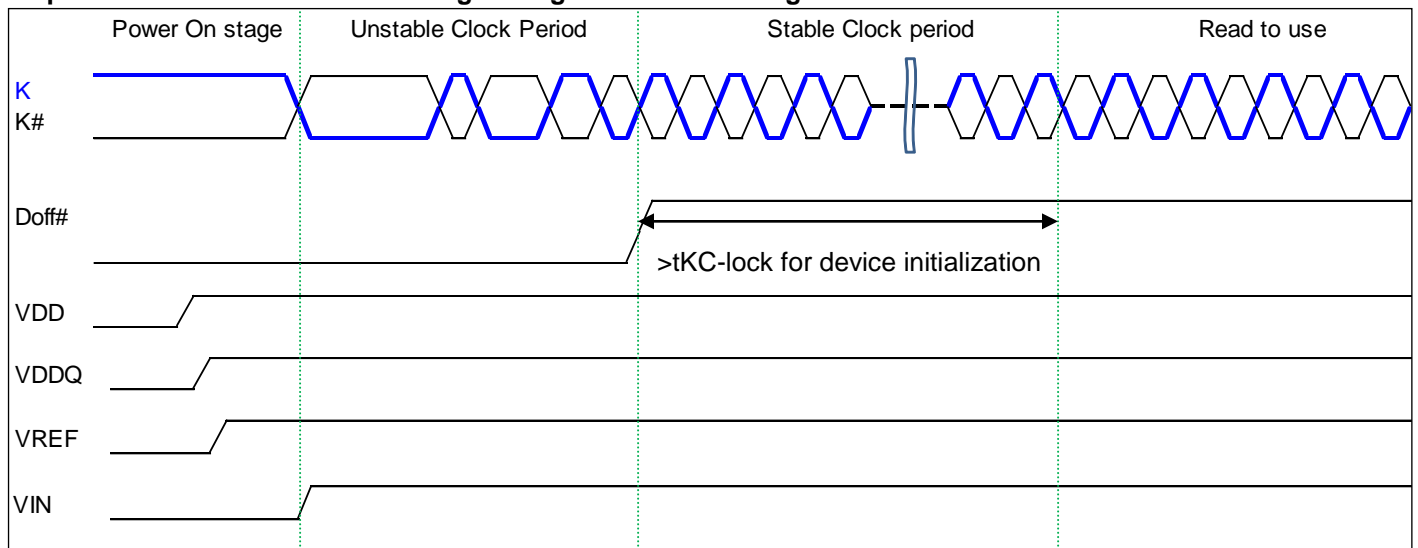 Power On stage Unstable Clock Period Stable Clock period Read to use
K
K#
Doff#
>tKC-lock for device initialization
VDD
VDDQ
VREF
VIN